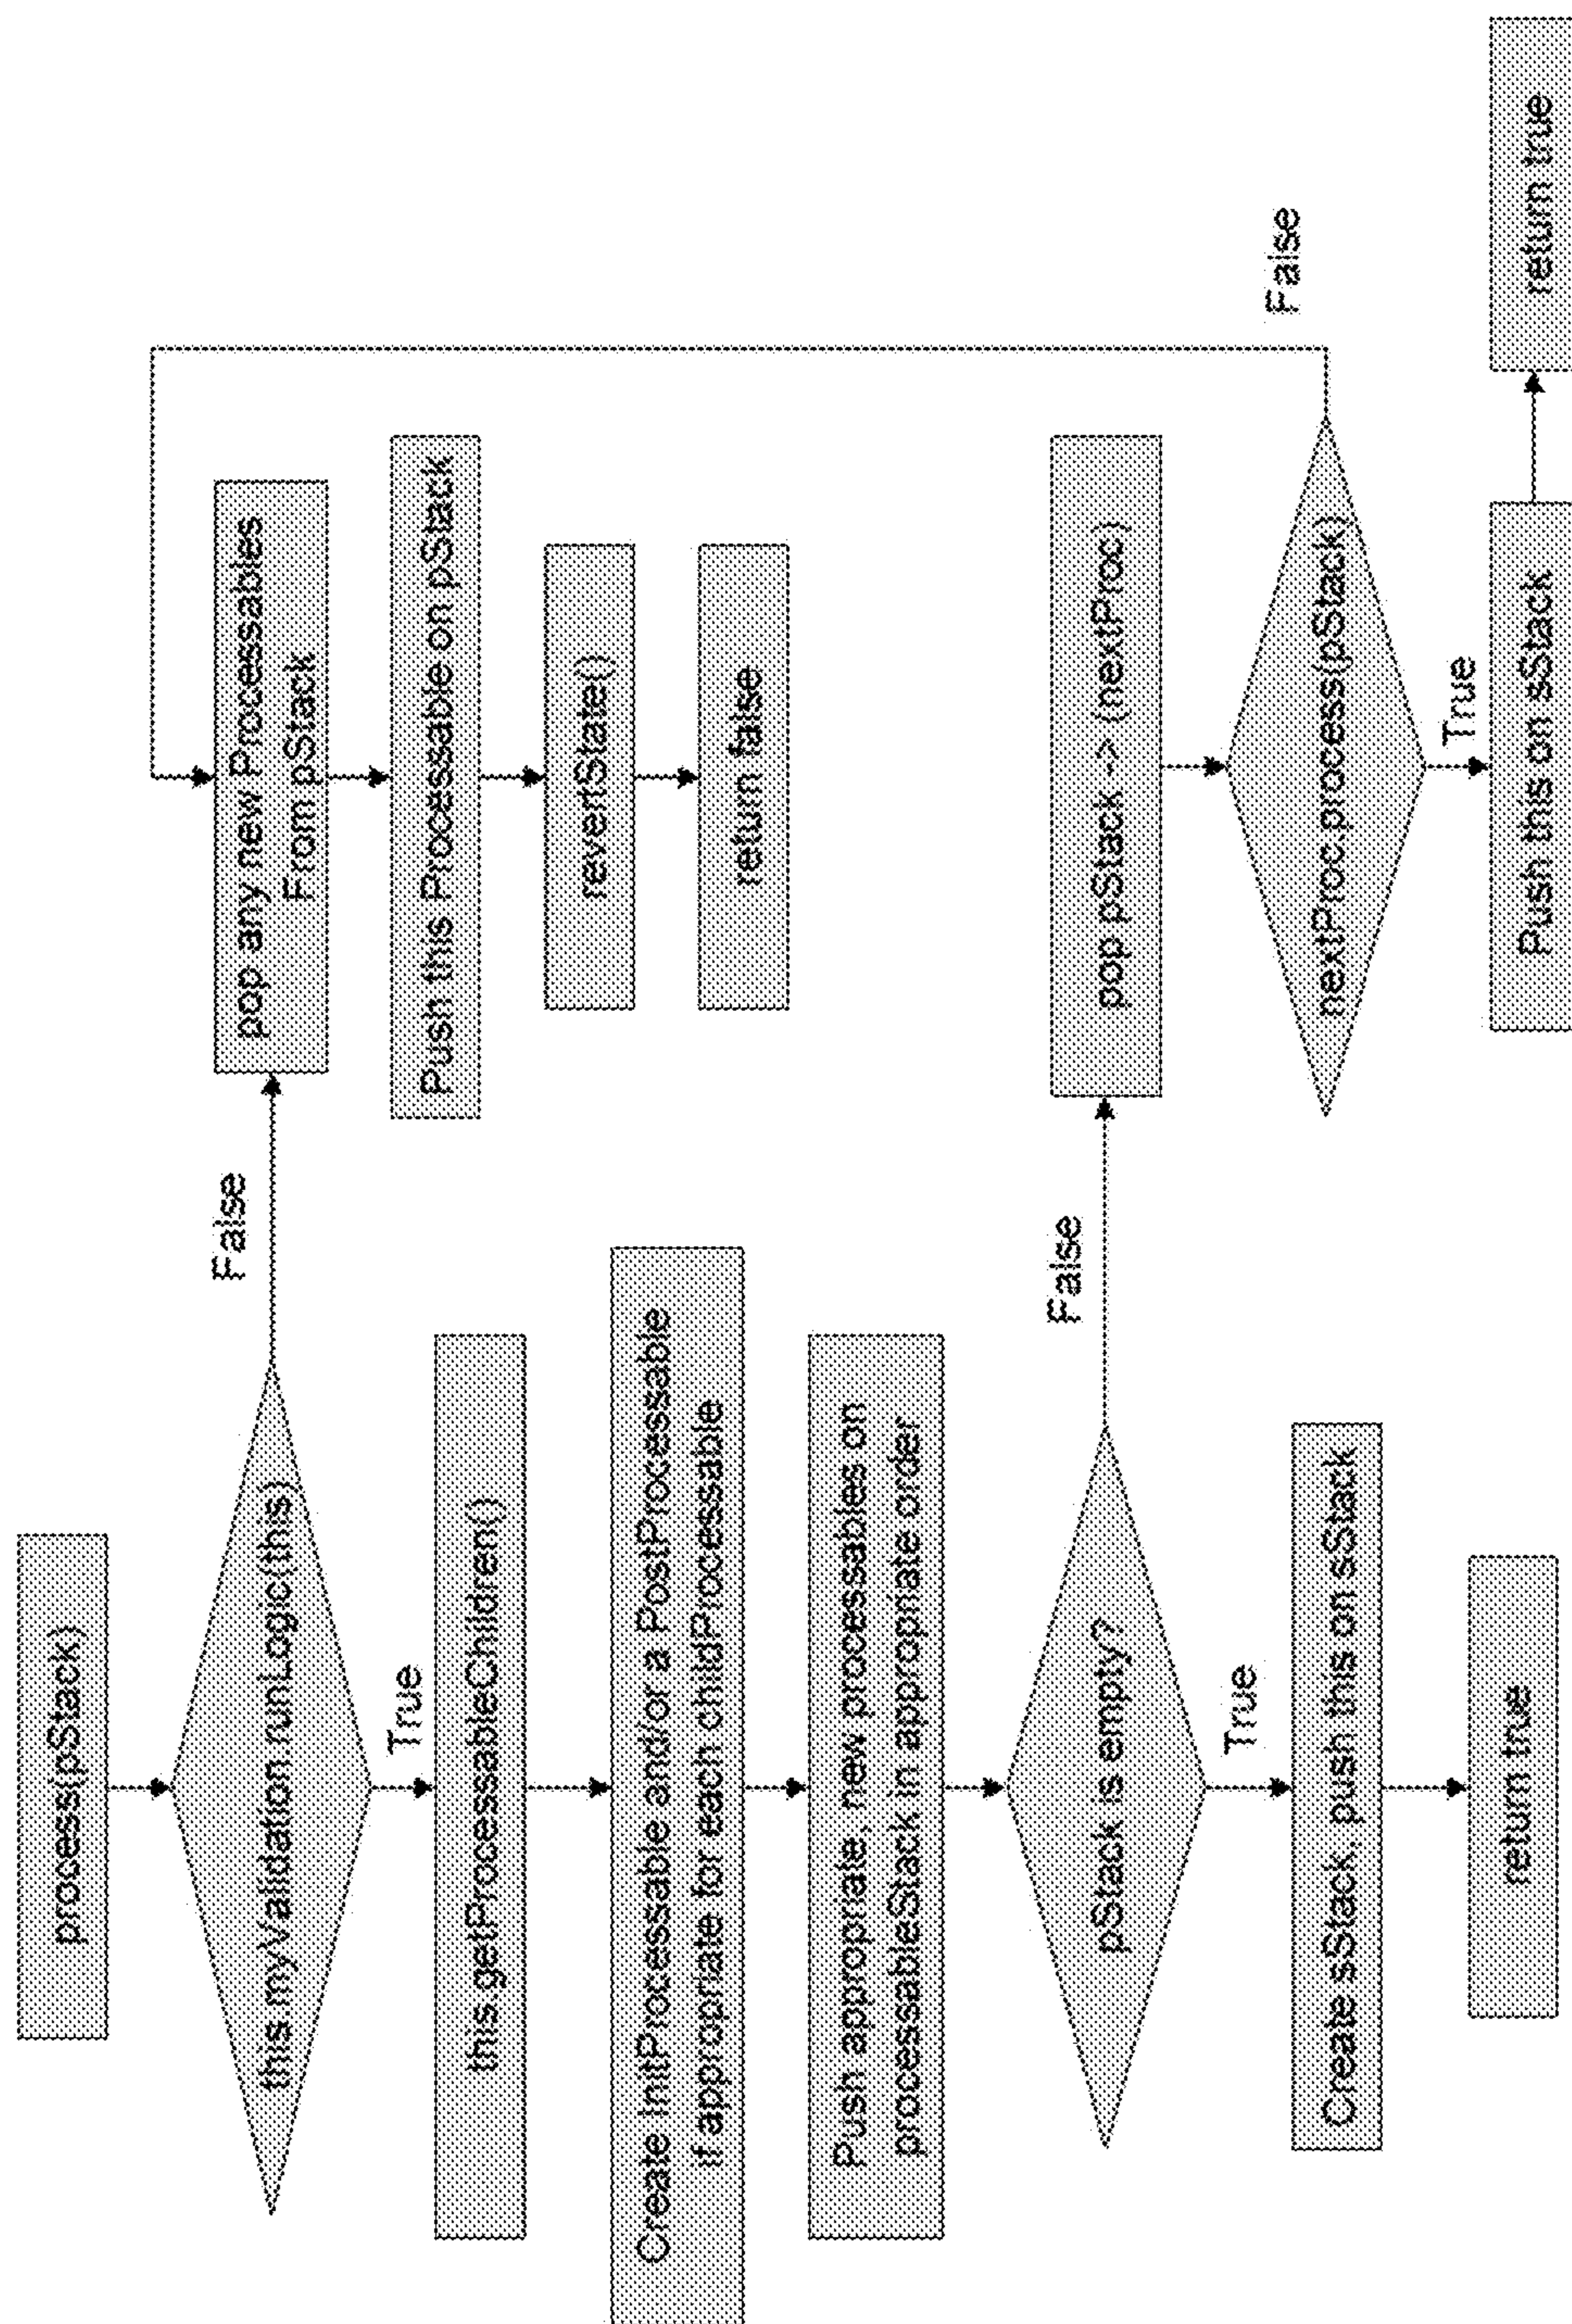 process(pStack)
this.myValidation.runLogic(this)
False
True
this.getProcessableChildren()
Create InitProcessable and/or a PostProcessable
if appropriate for each childProcessable
Push appropriate, new processables on
processableStack in appropriate order
pStack is empty?
False
True
Create sStack, push this on sStack
return true
pop any new Processables
From pStack
Push this Processable on pStack
revertState()
return false
pop pStack -> (nextProc)
nextProc.process(pStack)
False
True
Push this on sStack
return true